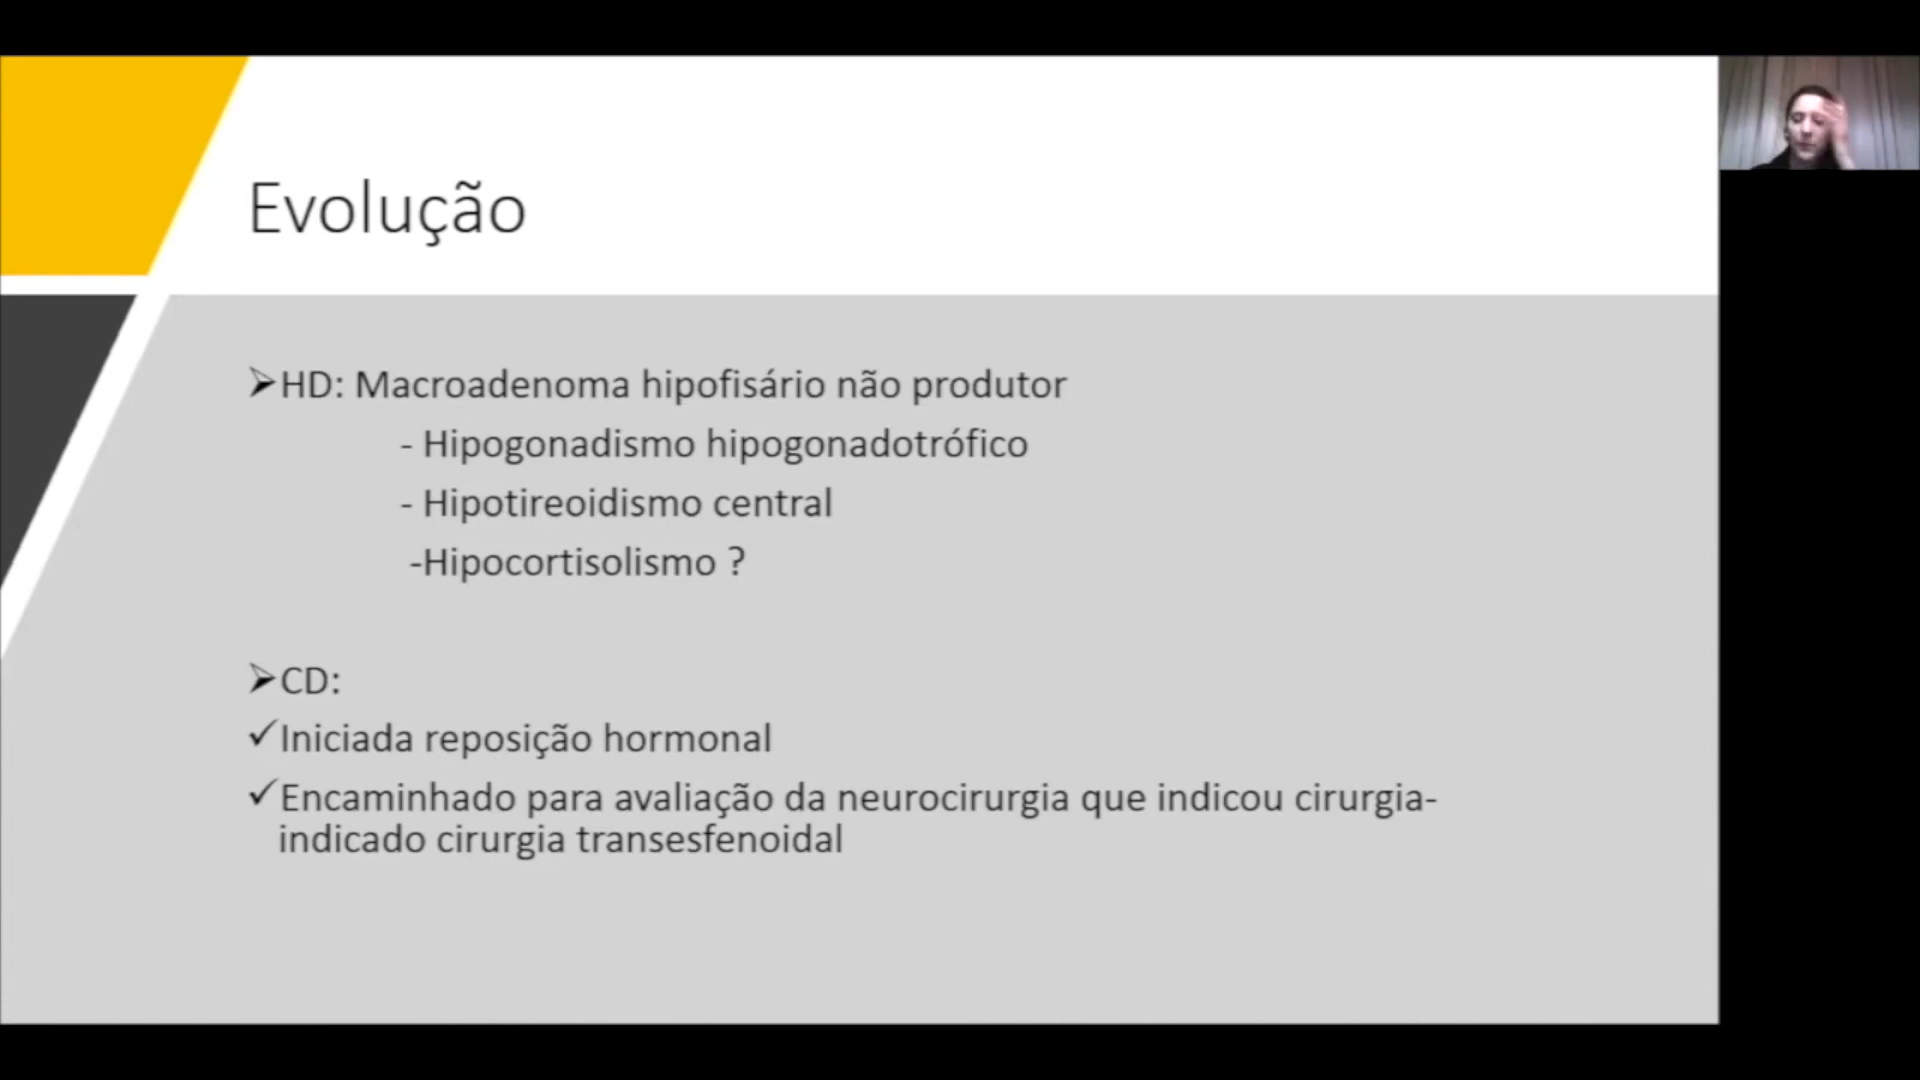 Evolução
➢HD: Macroadenoma hipofisário não produtor
- Hipogonadismo hipogonadotrófico
- Hipotireoidismo central
-Hipocortisolismo ?
➢CD:
✓Iniciada reposição hormonal
✓Encaminhado para avaliação da neurocirurgia que indicou cirurgia-
indicado cirurgia transesfenoidal